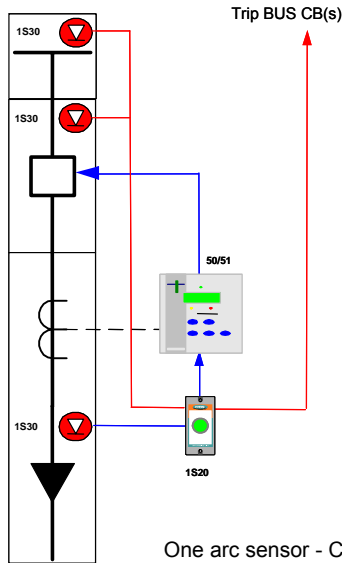 Trip BUS CB(s)
1S30
1S30
50/51
1S30
1S20
One arc sensor - C